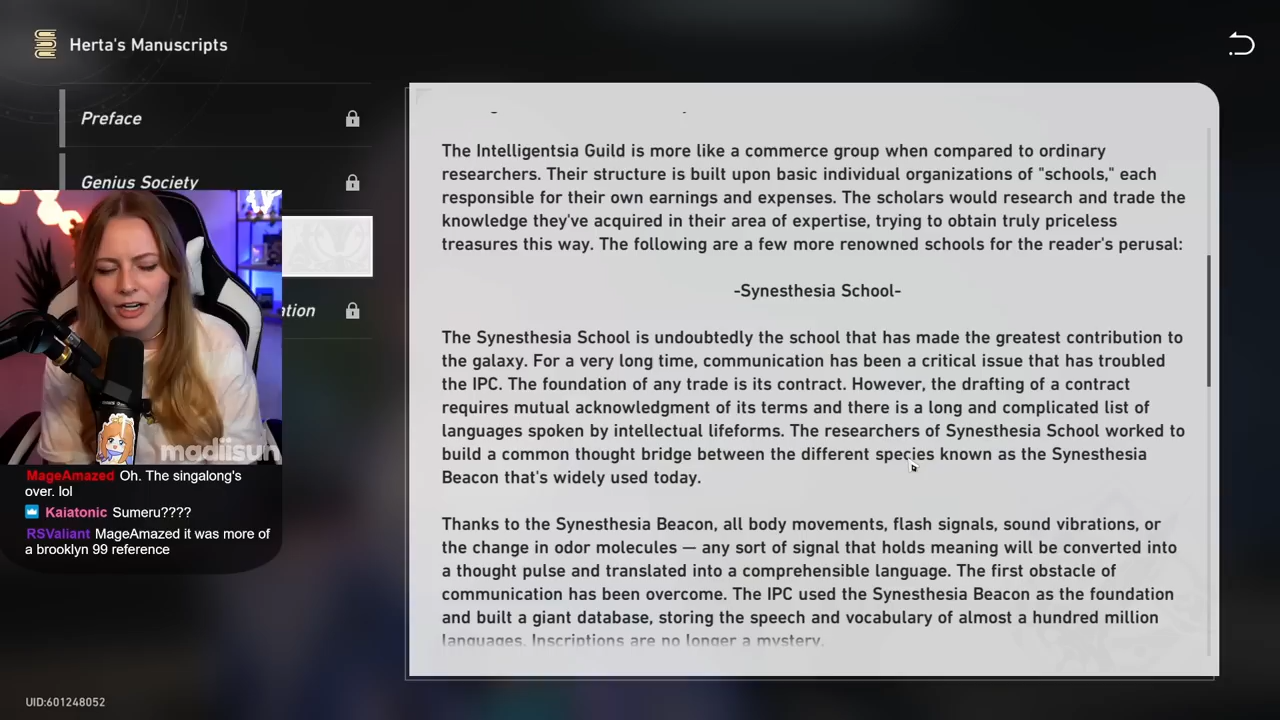 Herta's Manuscripts
Preface
Genius Society
ation
The Intelligentsia Guild is more like a commerce group when compared to ordinary
researchers. Their structure is built upon basic individual organizations of "schools," each
responsible for their own earnings and expenses. The scholars would research and trade the
knowledge they've acquired in their area of expertise, trying to obtain truly priceless
treasures this way. The following are a few more renowned schools for the reader's perusal:
-Synesthesia School-
The Synesthesia School is undoubtedly the school that has made the greatest contribution to
the galaxy. For a very long time, communication has been a critical issue that has troubled
the IPC. The foundation of any trade is its contract. However, the drafting of a contract
requires mutual acknowledgment of its terms and there is a long and complicated list of
languages spoken by intellectual lifeforms. The researchers of Synesthesia School worked to
build a common thought bridge between the different species known as the Synesthesia
Beacon that's widely used today.
Thanks to the Synesthesia Beacon, all body movements, flash signals, sound vibrations, or
the change in odor molecules — any sort of signal that holds meaning will be converted into
a thought pulse and translated into a comprehensible language. The first obstacle of
communication has been overcome. The IPC used the Synesthesia Beacon as the foundation
and built a giant database, storing the speech and vocabulary of almost a hundred million
languages. Inscriptions are no longer a mystery.
madiisun
MageAmazed Oh. The singalong's
over. lol
Kaiatonic Sumeru????
RSValiant MageAmazed it was more of
a brooklyn 99 reference
UID:601248052